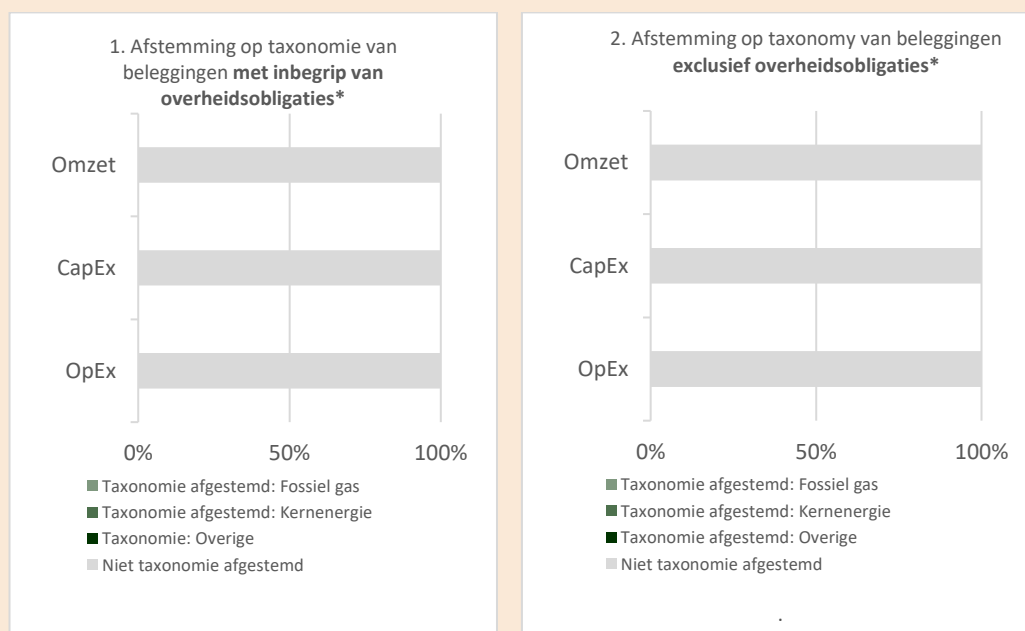 1. Afstemming op taxonomie van
beleggingen met inbegrip van
overheidsobligaties*
Omzet
CapEx
OpEx
0% 50% 100%
Taxonomie afgestemd: Fossiel gas
Taxonomie afgestemd: Kernenergie
Taxonomie: Overige
Niet taxonomie afgestemd
2. Afstemming op taxonomy van beleggingen
exclusief overheidsobligaties*
Omzet
CapEx
OpEx
0% 50% 100%
Taxonomie afgestemd: Fossiel gas
Taxonomie afgestemd: Kernenergie
Taxonomie afgestemd: Overige
Niet taxonomie afgestemd
.